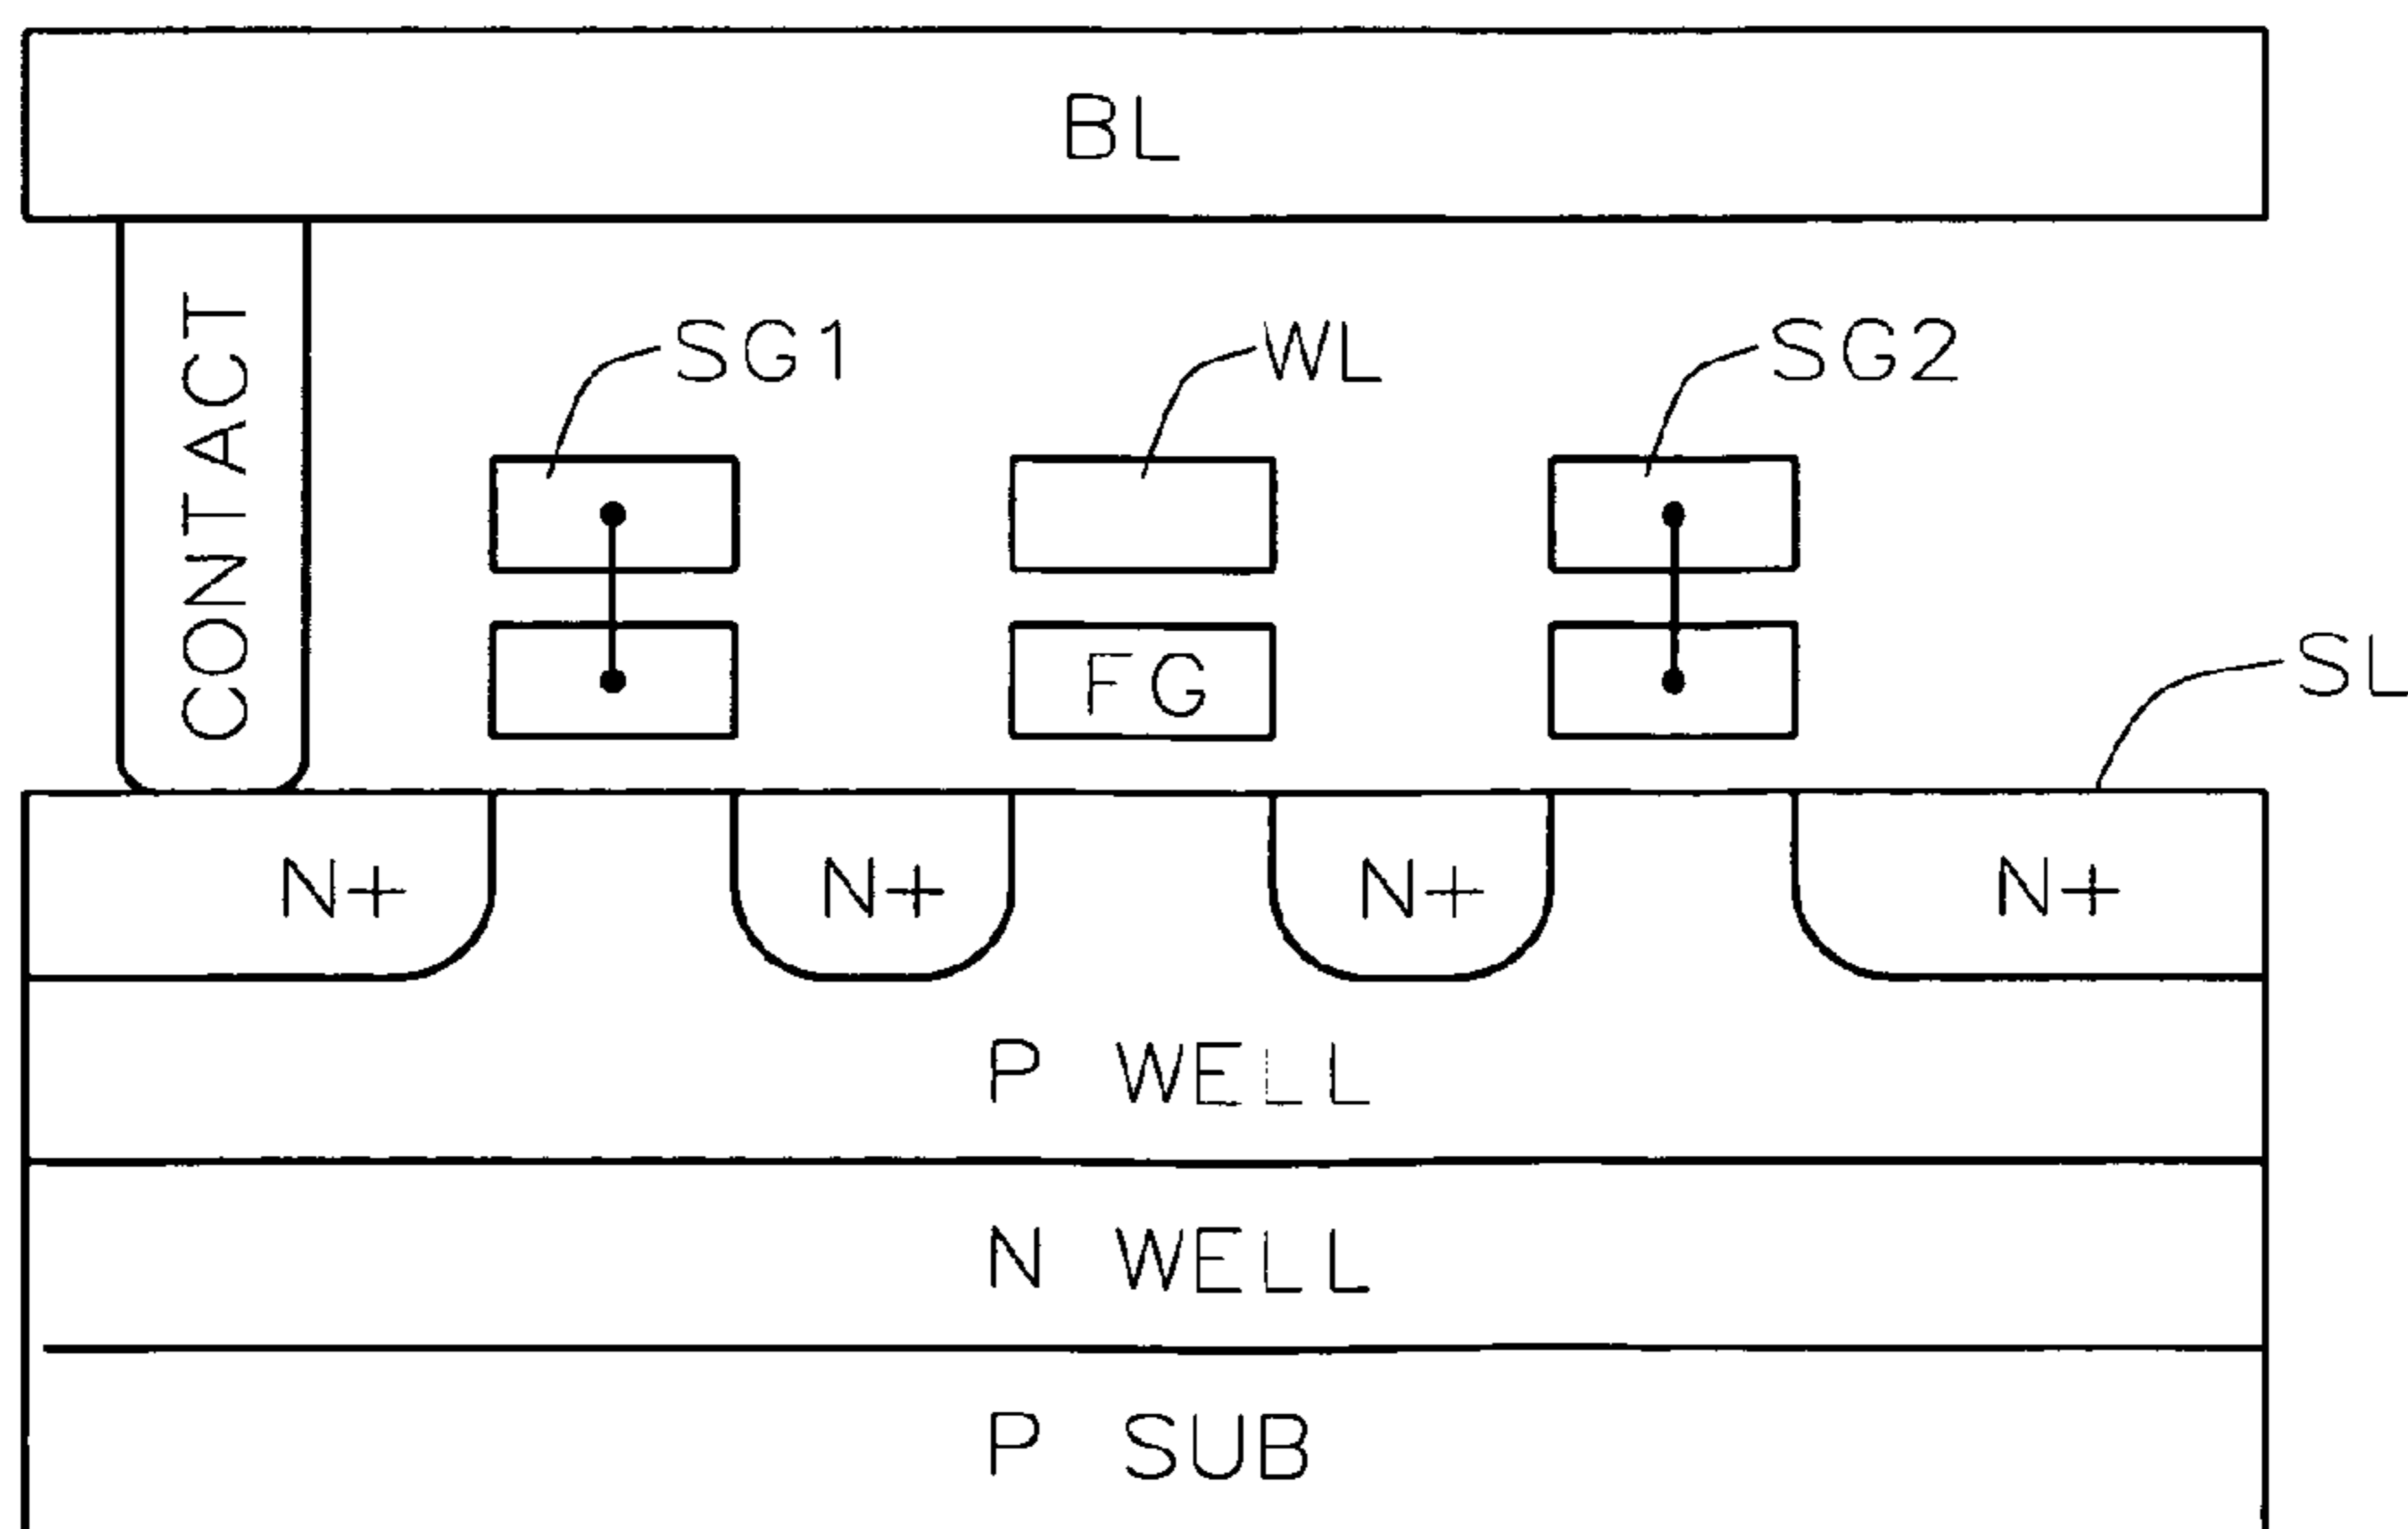 BL
CONTACT
SG1
WL
SG2
FG
SL
N+
N+
N+
N+
P WELL
N WELL
P SUB